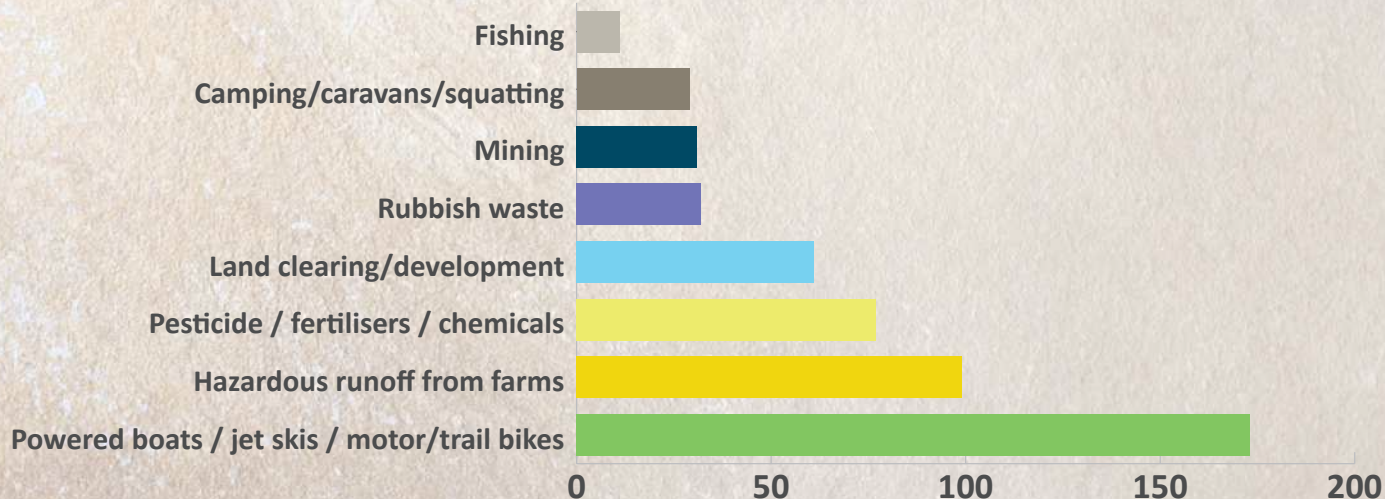 Fishing
Camping/caravans/squatting
Mining
Rubbish waste
Land clearing/development
Pesticide / fertilisers / chemicals
Hazardous runoff from farms
Powered boats / jet skis / motor/trail bikes
0 50 100 150 200